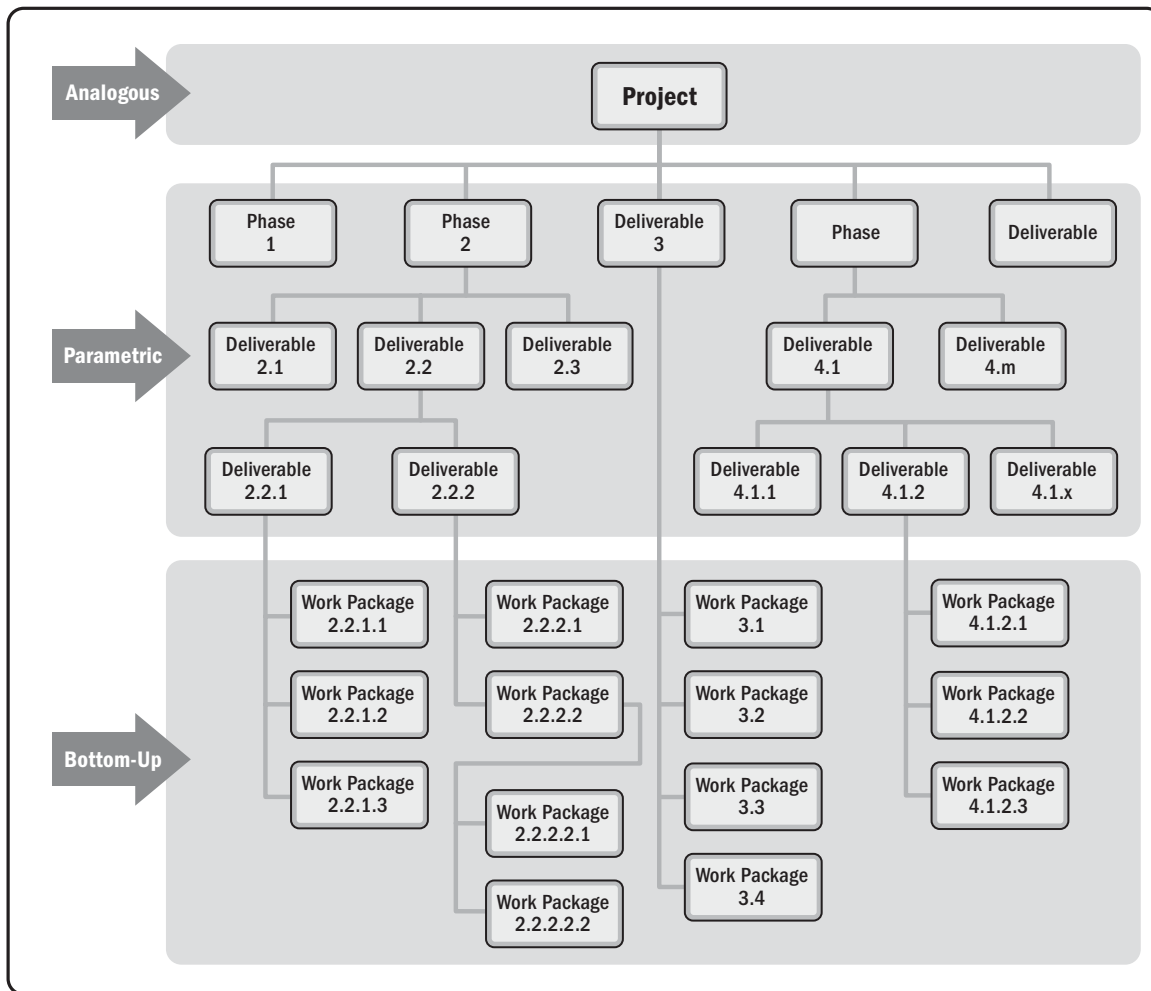 Analogous
Project
Phase
1
Phase
2
Deliverable
3
Phase
Deliverable
Parametric
Deliverable
2.1
Deliverable
2.2
Deliverable
2.3
Deliverable
4.1
Deliverable
4.m
Deliverable
2.2.1
Deliverable
2.2.2
Deliverable
4.1.1
Deliverable
4.1.2
Deliverable
4.1.x
Bottom-Up
Work Package
2.2.1.1
Work Package
2.2.1.2
Work Package
2.2.1.3
Work Package
2.2.2.1
Work Package
2.2.2.2
Work Package
2.2.2.2.1
Work Package
2.2.2.2.2
Work Package
3.1
Work Package
3.2
Work Package
3.3
Work Package
3.4
Work Package
4.1.2.1
Work Package
4.1.2.2
Work Package
4.1.2.3